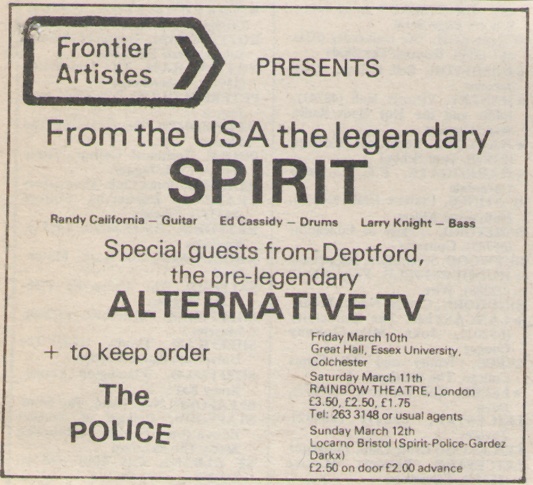 Frontier
Artistes
PRESENTS
From the USA the legendary
SPIRIT
Randy California – Guitar Ed Cassidy – Drums Larry Knight – Bass
Special guests from Deptford,
the pre-legendary
ALTERNATIVE TV
+ to keep order
The
POLICE
Friday March 10th
Great Hall, Essex University,
Colchester
Saturday March 11th
RAINBOW THEATRE, London
£3.50, £2.50, £1.75
Tel: 263 3148 or usual agents
Sunday March 12th
Locarno Bristol (Spirit-Police-Gardez
Darkx)
£2.50 on door £2.00 advance